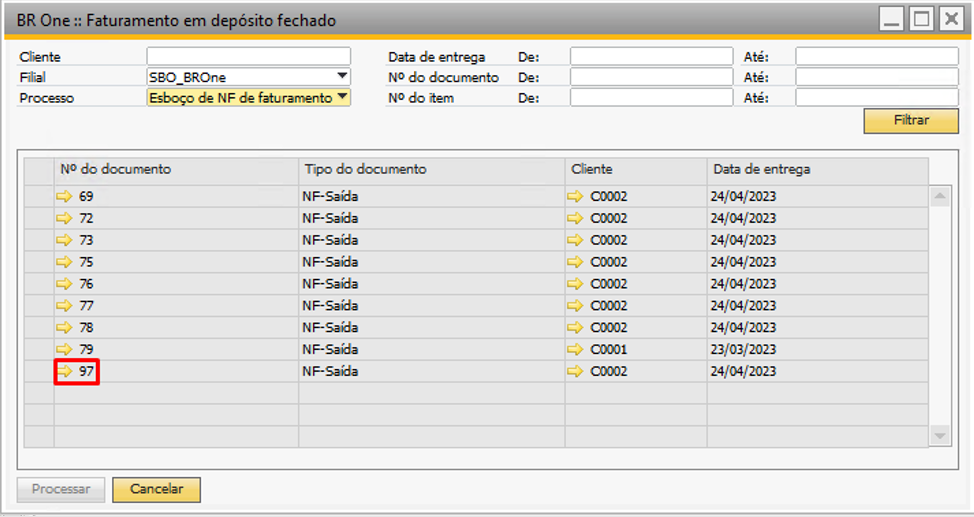 BR One :: Faturamento em depósito fechado
Cliente Data de entrega De: Até:
Filial SBO_BROne Nº do documento De: Até:
Processo Esboço de NF de faturamento Nº do item De: Até:
Filtrar
Nº do documento Tipo do documento Cliente Data de entrega
69 NF-Saída C0002 24/04/2023
72 NF-Saída C0002 24/04/2023
73 NF-Saída C0002 24/04/2023
75 NF-Saída C0002 24/04/2023
76 NF-Saída C0002 24/04/2023
77 NF-Saída C0002 24/04/2023
78 NF-Saída C0002 24/04/2023
79 NF-Saída C0001 23/03/2023
97 NF-Saída C0002 24/04/2023
Processar Cancelar